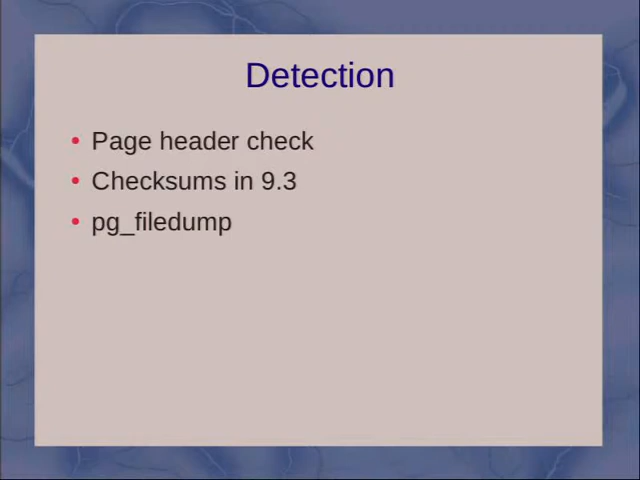 Detection
• Page header check
• Checksums in 9.3
• pg_filedump